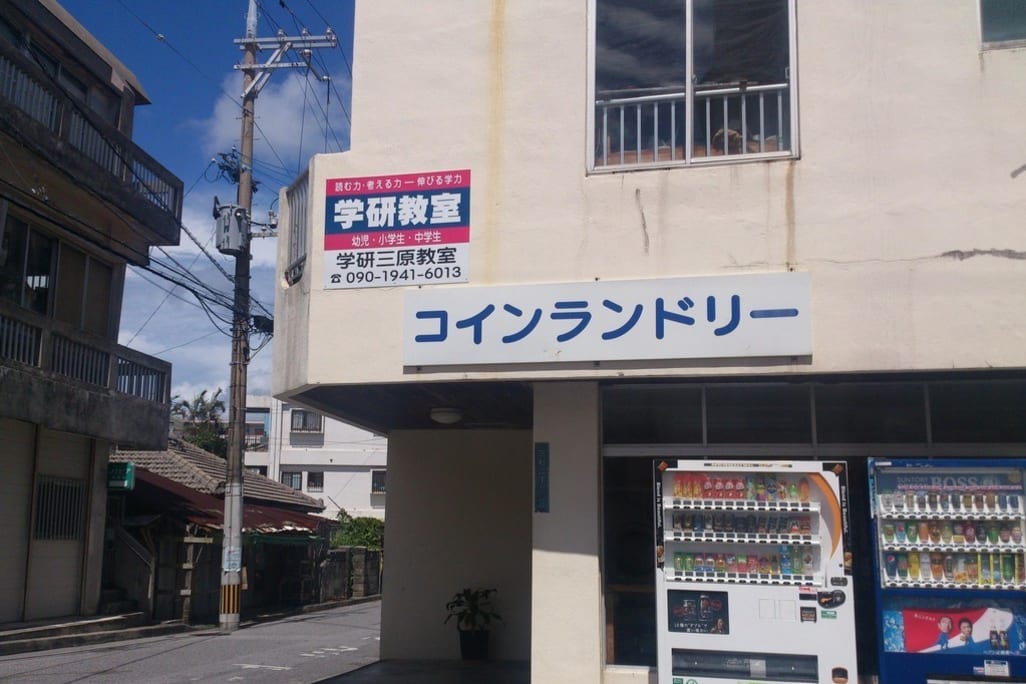 読む力・考える力―伸びる学力
学研教室
幼児・小学生・中学生
学研三原教室
☎090-1941-6013
コインランドリー
SUNTORY BOSS